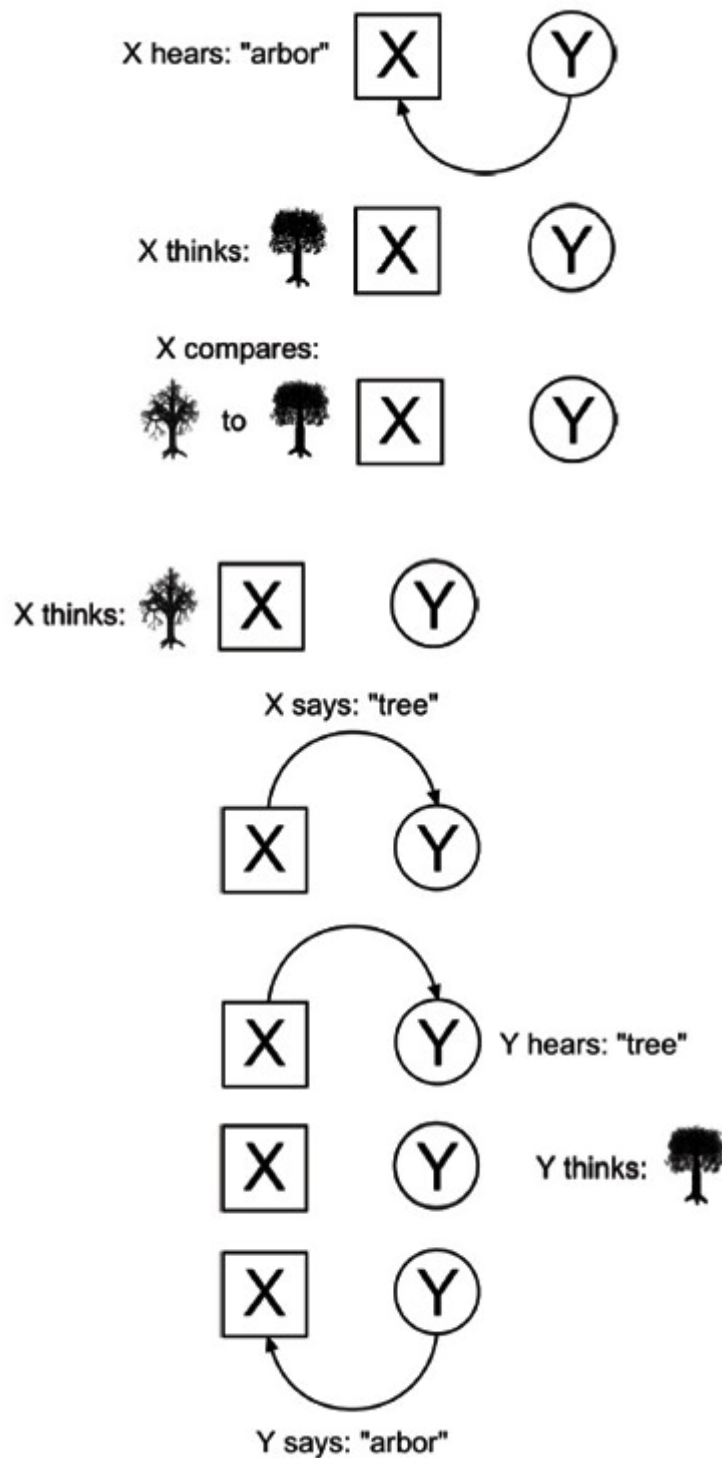 X hears: "arbor" X Y
X thinks: X Y
X compares:
to X Y
X thinks: X Y
X says: "tree"
X Y
X Y Y hears: "tree"
X Y Y thinks:
X Y
Y says: "arbor"